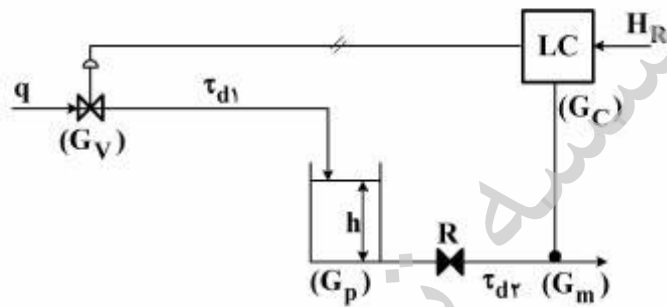 LC
H_R
q
τ_d۱
(G_V)
(G_C)
h
R
(G_p)
τ_d۲
(G_m)